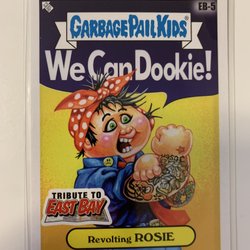 EB-5
GARBAGE PAIL KIDS
We Can Dookie!
TRIBUTE TO
EAST BAY
Revolting ROSIE